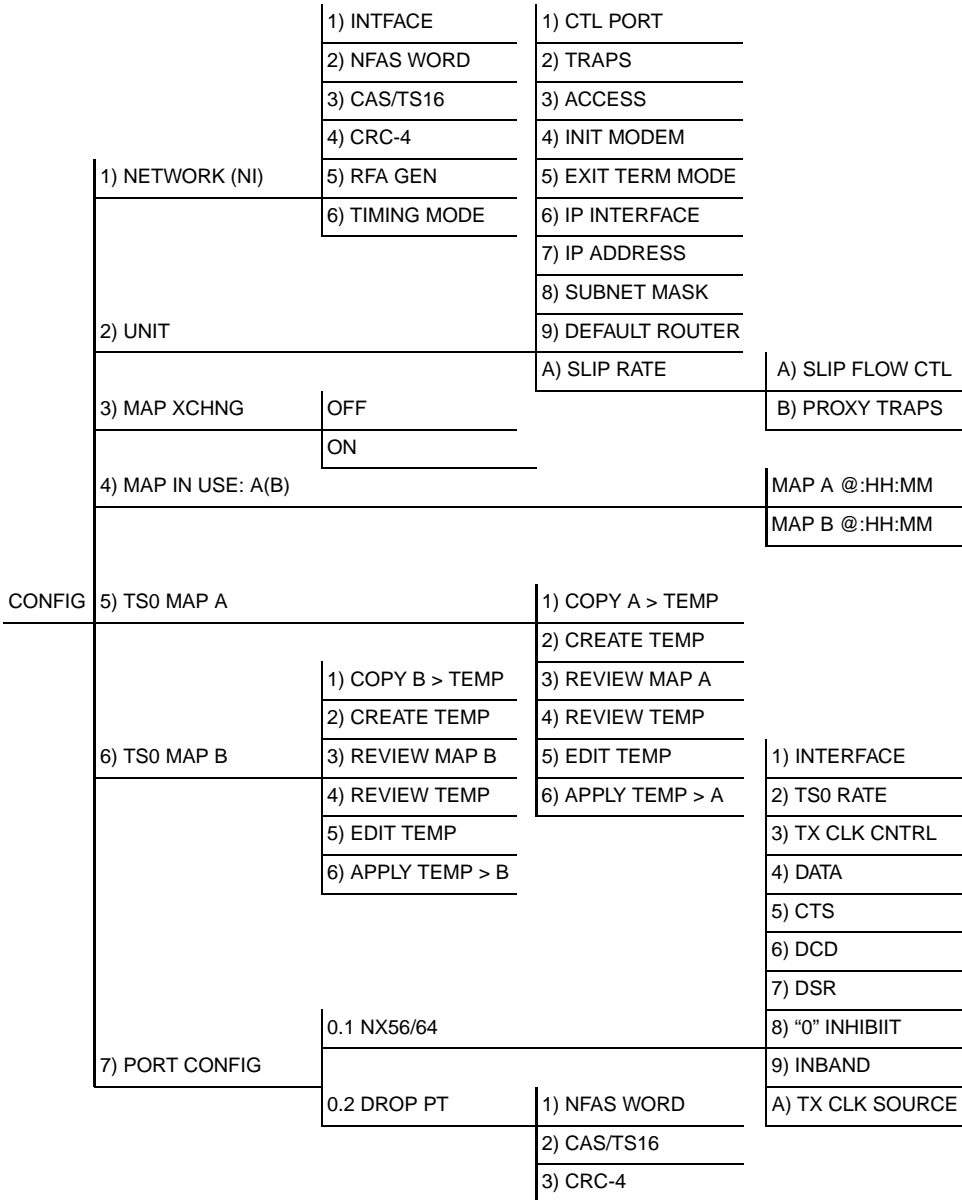 1) INTFACE
1) CTL PORT
2) NFAS WORD
2) TRAPS
3) CAS/TS16
3) ACCESS
4) CRC-4
4) INIT MODEM
1) NETWORK (NI)
5) RFA GEN
5) EXIT TERM MODE
6) TIMING MODE
6) IP INTERFACE
7) IP ADDRESS
8) SUBNET MASK
2) UNIT
9) DEFAULT ROUTER
A) SLIP RATE
A) SLIP FLOW CTL
3) MAP XCHNG
OFF
B) PROXY TRAPS
ON
4) MAP IN USE: A(B)
MAP A @:HH:MM
MAP B @:HH:MM
CONFIG
5) TS0 MAP A
1) COPY A > TEMP
2) CREATE TEMP
1) COPY B > TEMP
3) REVIEW MAP A
2) CREATE TEMP
4) REVIEW TEMP
6) TS0 MAP B
3) REVIEW MAP B
5) EDIT TEMP
1) INTERFACE
4) REVIEW TEMP
6) APPLY TEMP > A
2) TS0 RATE
5) EDIT TEMP
3) TX CLK CNTRL
6) APPLY TEMP > B
4) DATA
5) CTS
6) DCD
7) DSR
0.1 NX56/64
8) “0” INHIBIIT
7) PORT CONFIG
9) INBAND
0.2 DROP PT
1) NFAS WORD
A) TX CLK SOURCE
2) CAS/TS16
3) CRC-4